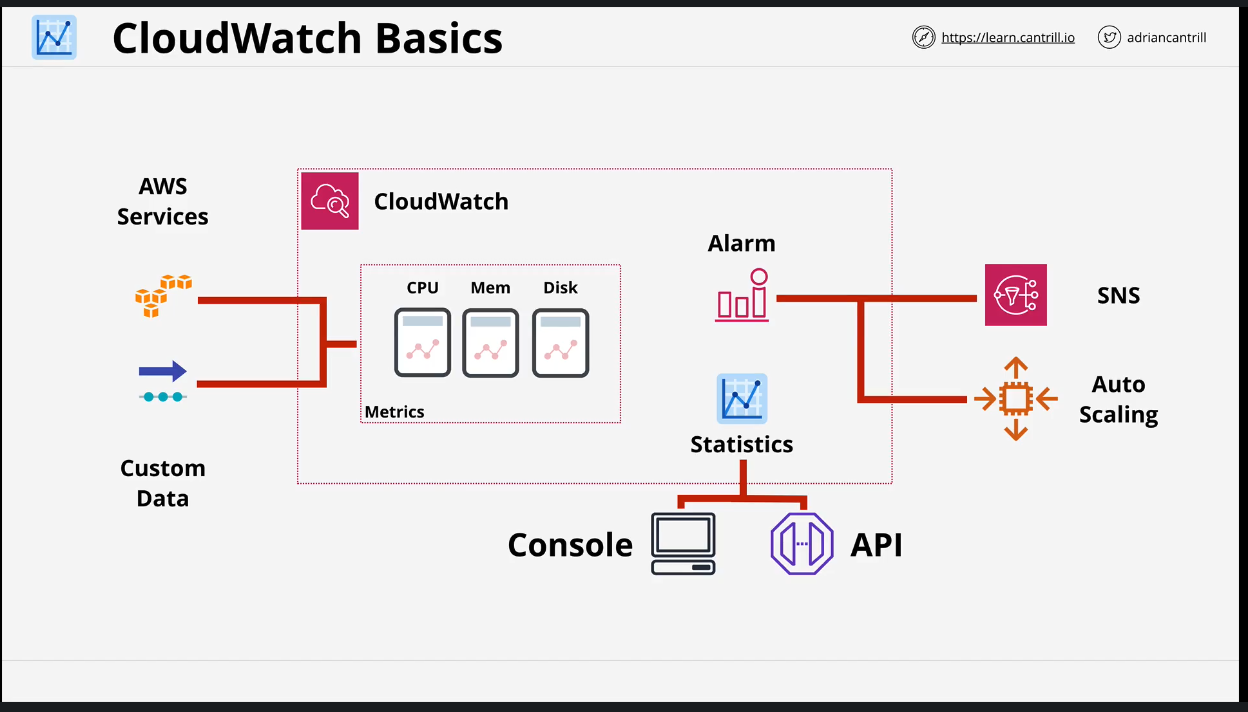 CloudWatch Basics
https://learn.cantrill.io
adriancantrill
AWS
Services
CloudWatch
Alarm
CPU
Mem
Disk
SNS
Metrics
Auto
Scaling
Statistics
Custom
Data
Console
API